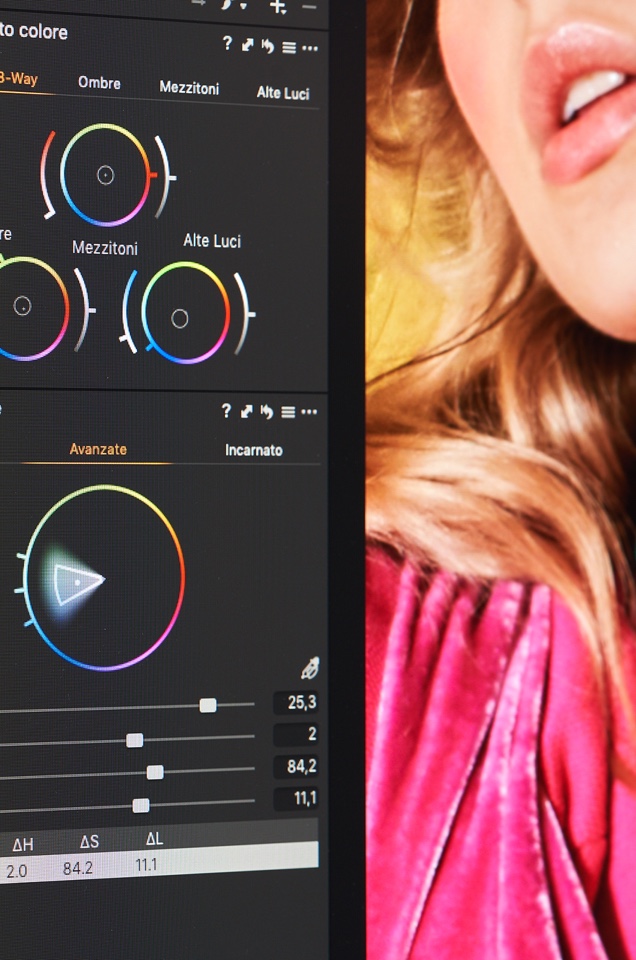 to colore
?
3-Way Ombre Mezzitoni Alte Luci
re Mezzitoni Alte Luci
e ?
Avanzate Incarnato
25,3
2
84,2
11,1
ΔH ΔS ΔL
2.0 84.2 11.1